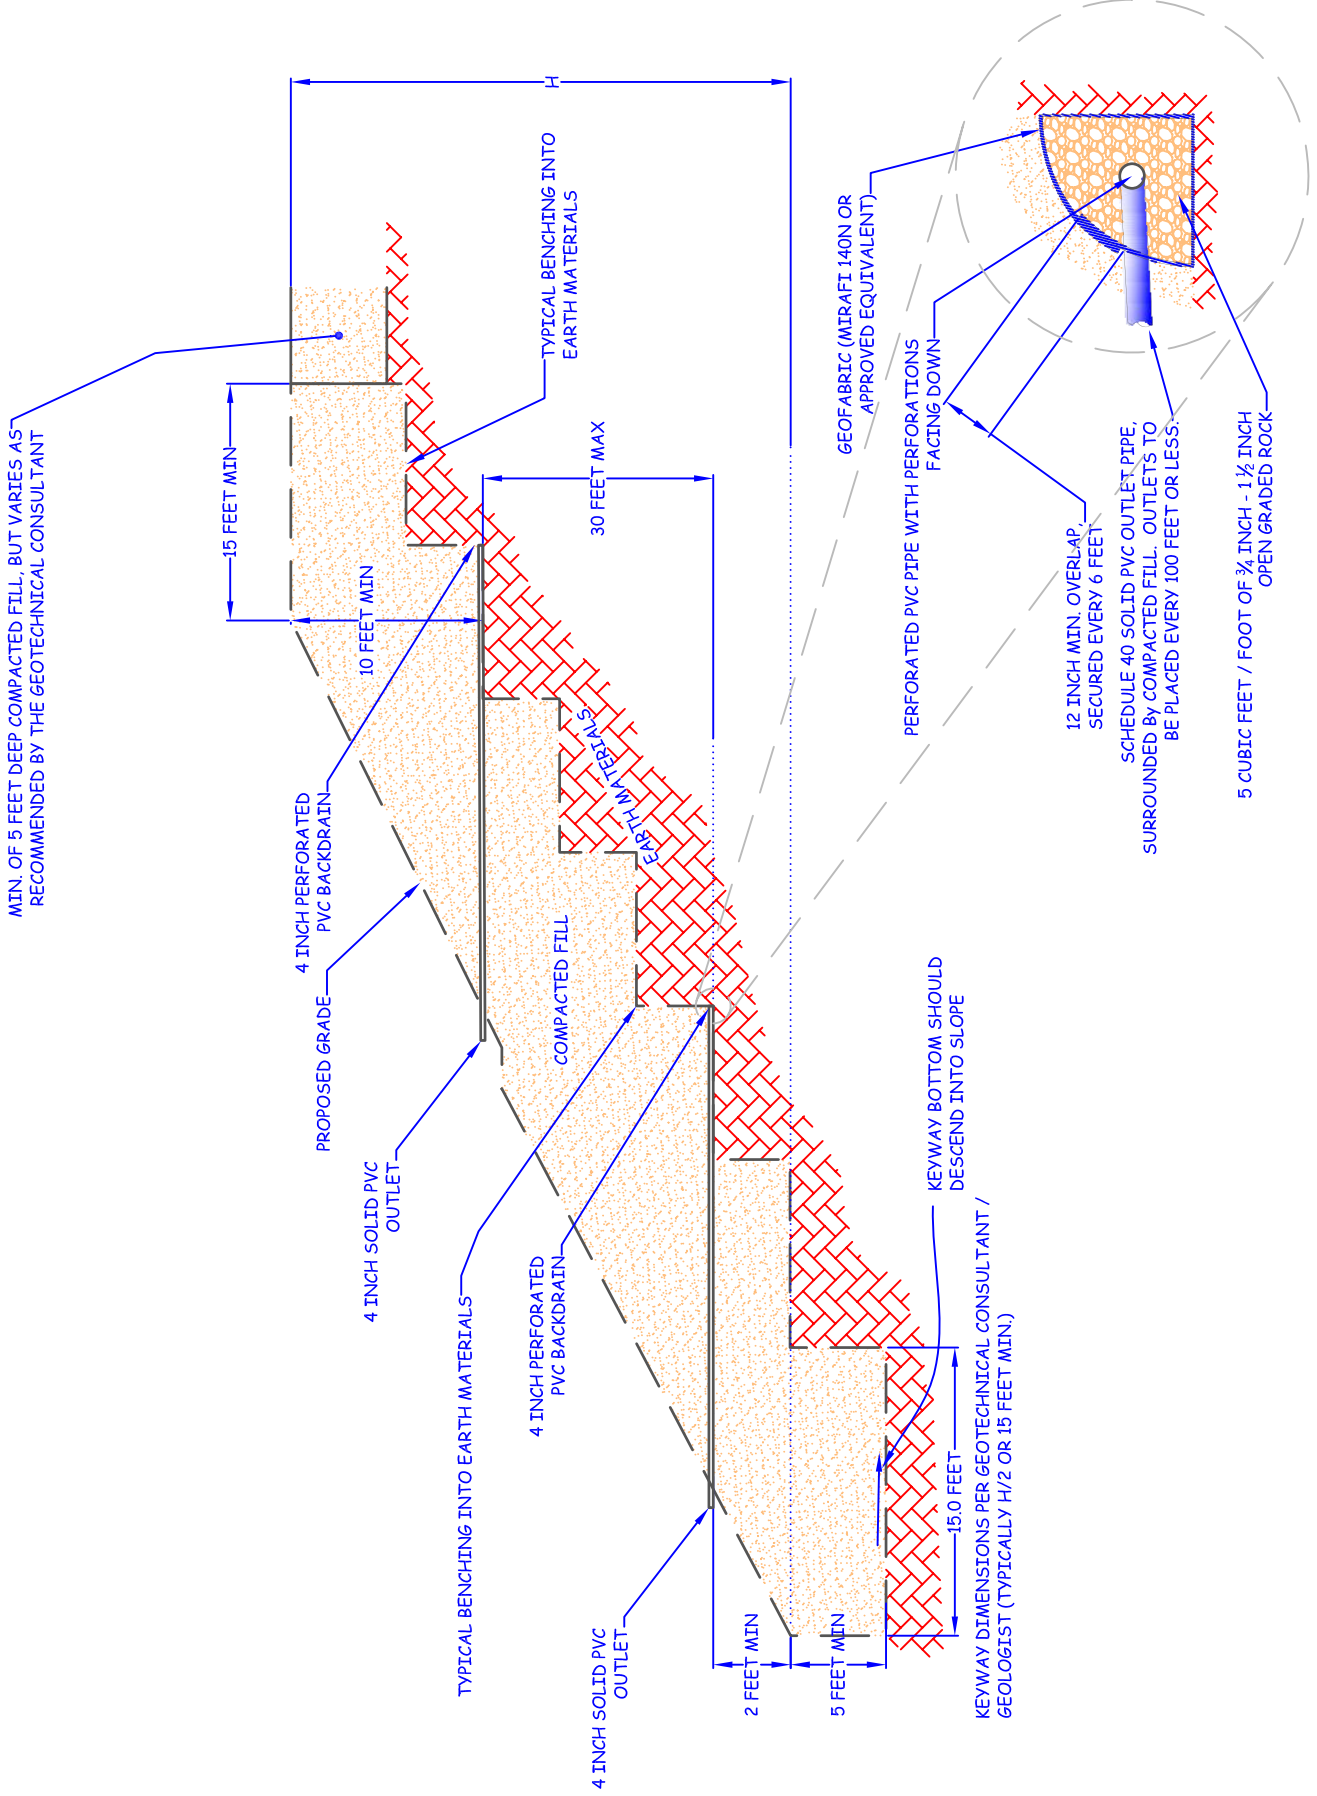 MIN. OF 5 FEET DEEP COMPACTED FILL, BUT VARIES AS
RECOMMENDED BY THE GEOTECHNICAL CONSULTANT
15 FEET MIN
10 FEET MIN
H
TYPICAL BENCHING INTO
EARTH MATERIALS
30 FEET MAX
4 INCH PERFORATED
PVC BACKDRAIN
PROPOSED GRADE
4 INCH SOLID PVC
OUTLET
EARTH MATERIALS
COMPACTED FILL
TYPICAL BENCHING INTO EARTH MATERIALS
4 INCH PERFORATED
PVC BACKDRAIN
4 INCH SOLID PVC
OUTLET
2 FEET MIN
5 FEET MIN
15.0 FEET
KEYWAY BOTTOM SHOULD
DESCEND INTO SLOPE
KEYWAY DIMENSIONS PER GEOTECHNICAL CONSULTANT /
GEOLOGIST (TYPICALLY H/2 OR 15 FEET MIN.)
GEOFABRIC (MIRAFI 140N OR
APPROVED EQUIVALENT)
PERFORATED PVC PIPE WITH PERFORATIONS
FACING DOWN
12 INCH MIN. OVERLAP,
SECURED EVERY 6 FEET
SCHEDULE 40 SOLID PVC OUTLET PIPE,
SURROUNDED By COMPACTED FILL. OUTLETS TO
BE PLACED EVERY 100 FEET OR LESS.
5 CUBIC FEET / FOOT OF ¾ INCH - 1 ½ INCH
OPEN GRADED ROCK